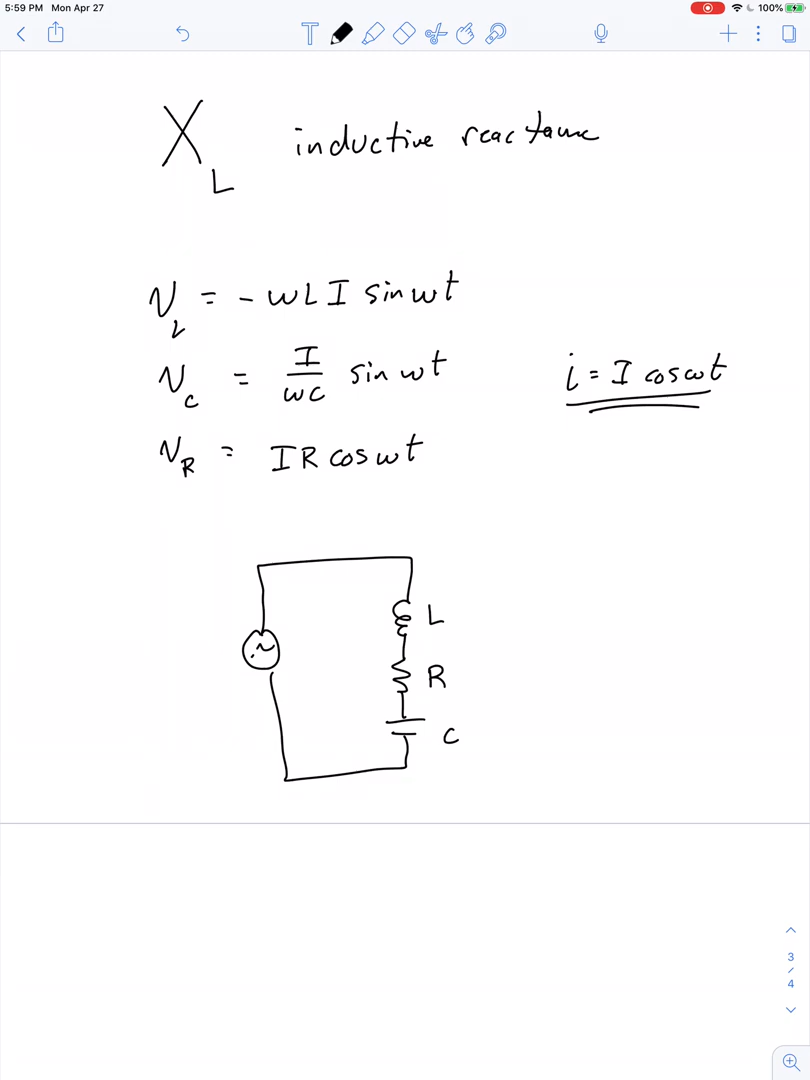 5:59 PM Mon Apr 27
100%
T
X_L inductive reactance
v_L = - ωLI sin ωt
v_C = I/ωC sin ωt
i = I cos ωt
v_R = IR cos ωt
L
~
R
C
3
/
4